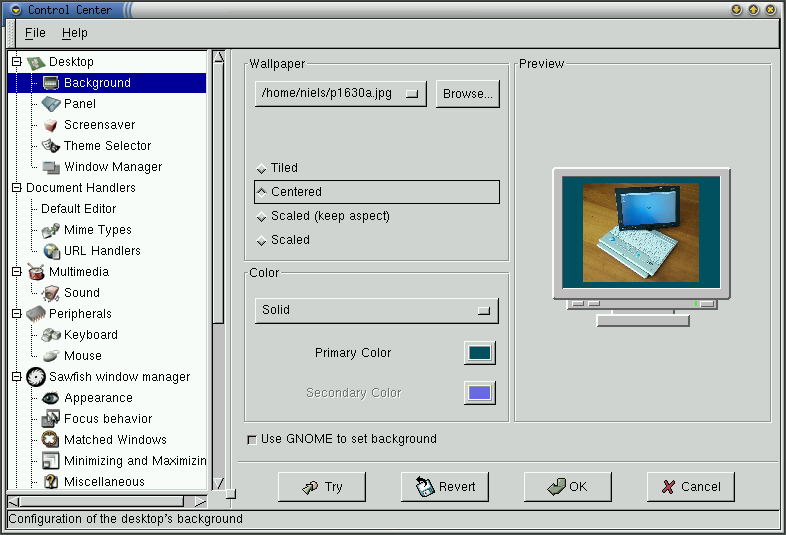 Control Center
File Help
Desktop
Background
Panel
Screensaver
Theme Selector
Window Manager
Document Handlers
Default Editor
Mime Types
URL Handlers
Multimedia
Sound
Peripherals
Keyboard
Mouse
Sawfish window manager
Appearance
Focus behavior
Matched Windows
Minimizing and Maximizin
Miscellaneous
Wallpaper
/home/niels/p1630a.jpg Browse...
Tiled
Centered
Scaled (keep aspect)
Scaled
Color
Solid
Primary Color
Secondary Color
Use GNOME to set background
Preview
Try Revert OK Cancel
Configuration of the desktop's background